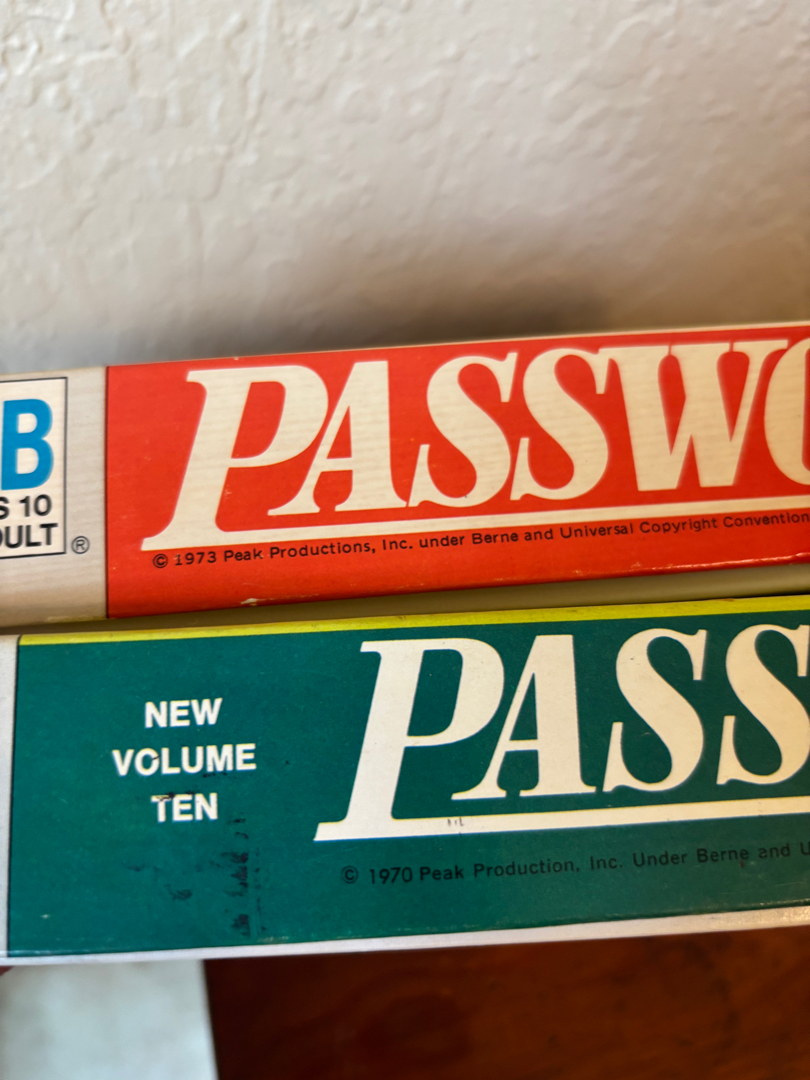 B
S 10
DULT ®
PASSWO
© 1973 Peak Productions, Inc. under Berne and Universal Copyright Convention
NEW
VOLUME
TEN
PASS
© 1970 Peak Production, Inc. Under Berne and U